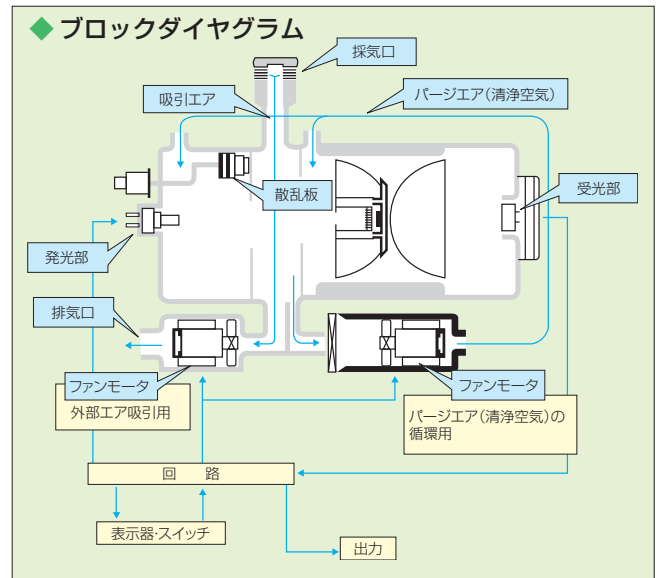 ◆ ブロックダイヤグラム
採気口
吸引エア
パージエア(清浄空気)
散乱板
受光部
発光部
排気口
ファンモータ
外部エア吸引用
ファンモータ
パージエア(清浄空気)の
循環用
回 路
表示器・スイッチ
出力